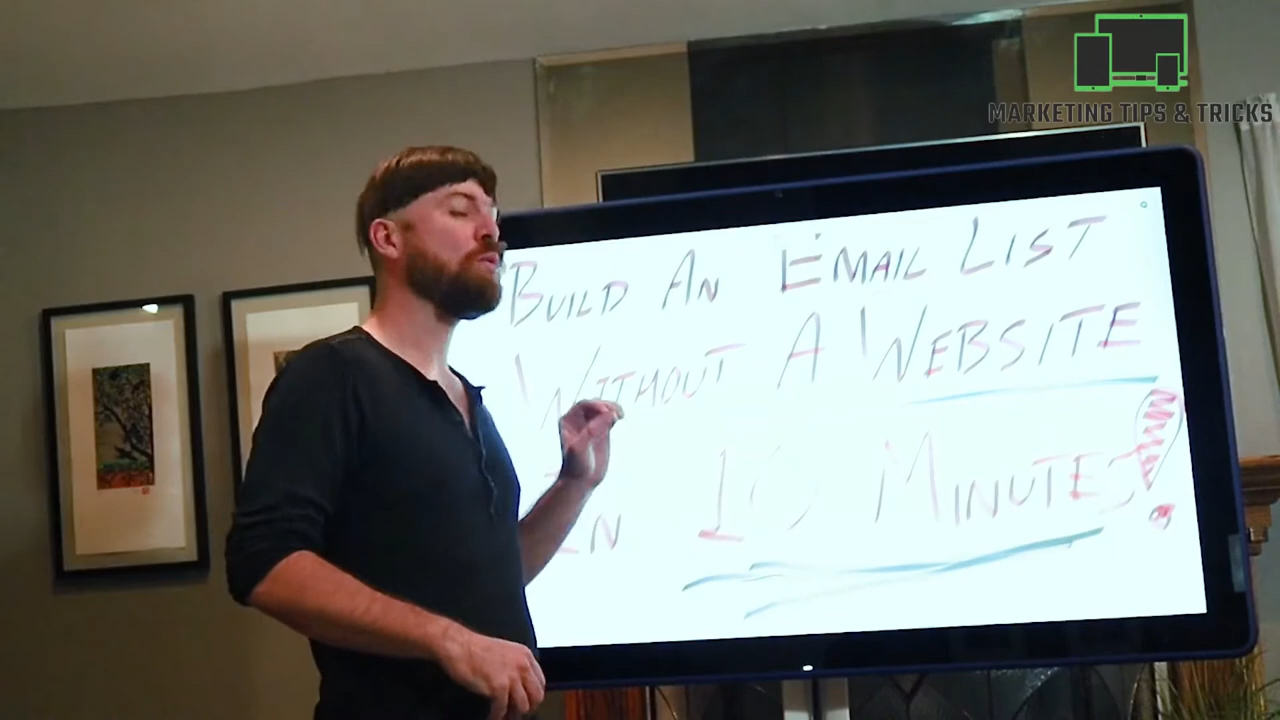 MARKETING TIPS & TRICKS
BUILD AN EMAIL LIST
WITHOUT A WEBSITE
IN 10 MINUTES!